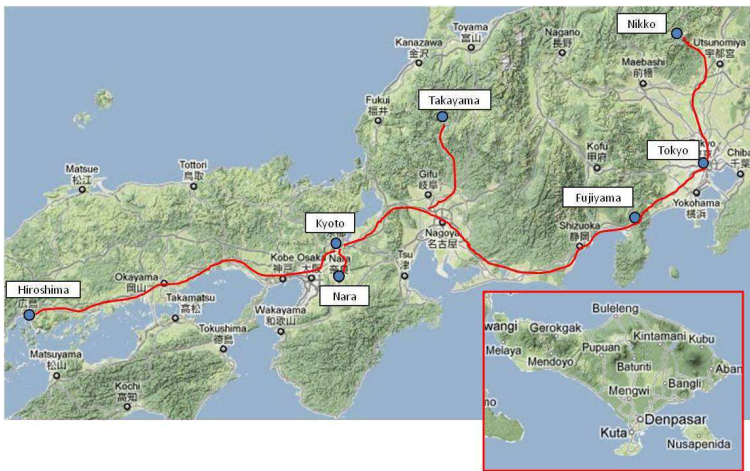 Nikko
Toyama
富山
Kanazawa
金沢
Nagano
長野
Utsunomiya
宇都宮
Maebashi
前橋
Takayama
Fukui
福井
Tokyo
Kofu
甲府
Chiba
千葉
Matsue
松江
Tottori
鳥取
Gifu
岐阜
Fujiyama
Yokohama
横浜
Kyoto
Nagoya
名古屋
Shizuoka
静岡
Kobe
神戸
Osaka
大阪
Nara
Tsu
津
Nara
Okayama
岡山
Hiroshima
広島
Takamatsu
高松
Wakayama
和歌山
Tokushima
徳島
Matsuyama
松山
Kochi
高知
Buleleng
wangi
Gerokgak
Kintamani
Kubu
Melaya
Pupuan
Mendoyo
Baturiti
Aban
Bangli
Mengwi
mo
Denpasar
Kuta
Nusapenida